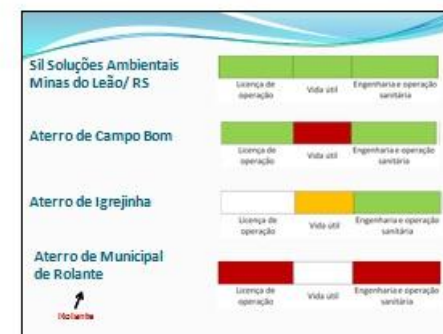 Sil Soluções Ambientais
Minas do Leão/ RS
Licença de operação
Vida útil
Engenharia e operação sanitária
Aterro de Campo Bom
Licença de operação
Vida útil
Engenharia e operação sanitária
Aterro de Igrejinha
Licença de operação
Vida útil
Engenharia e operação sanitária
Aterro de Municipal
de Rolante
Licença de operação
Vida útil
Engenharia e operação sanitária
Rolante